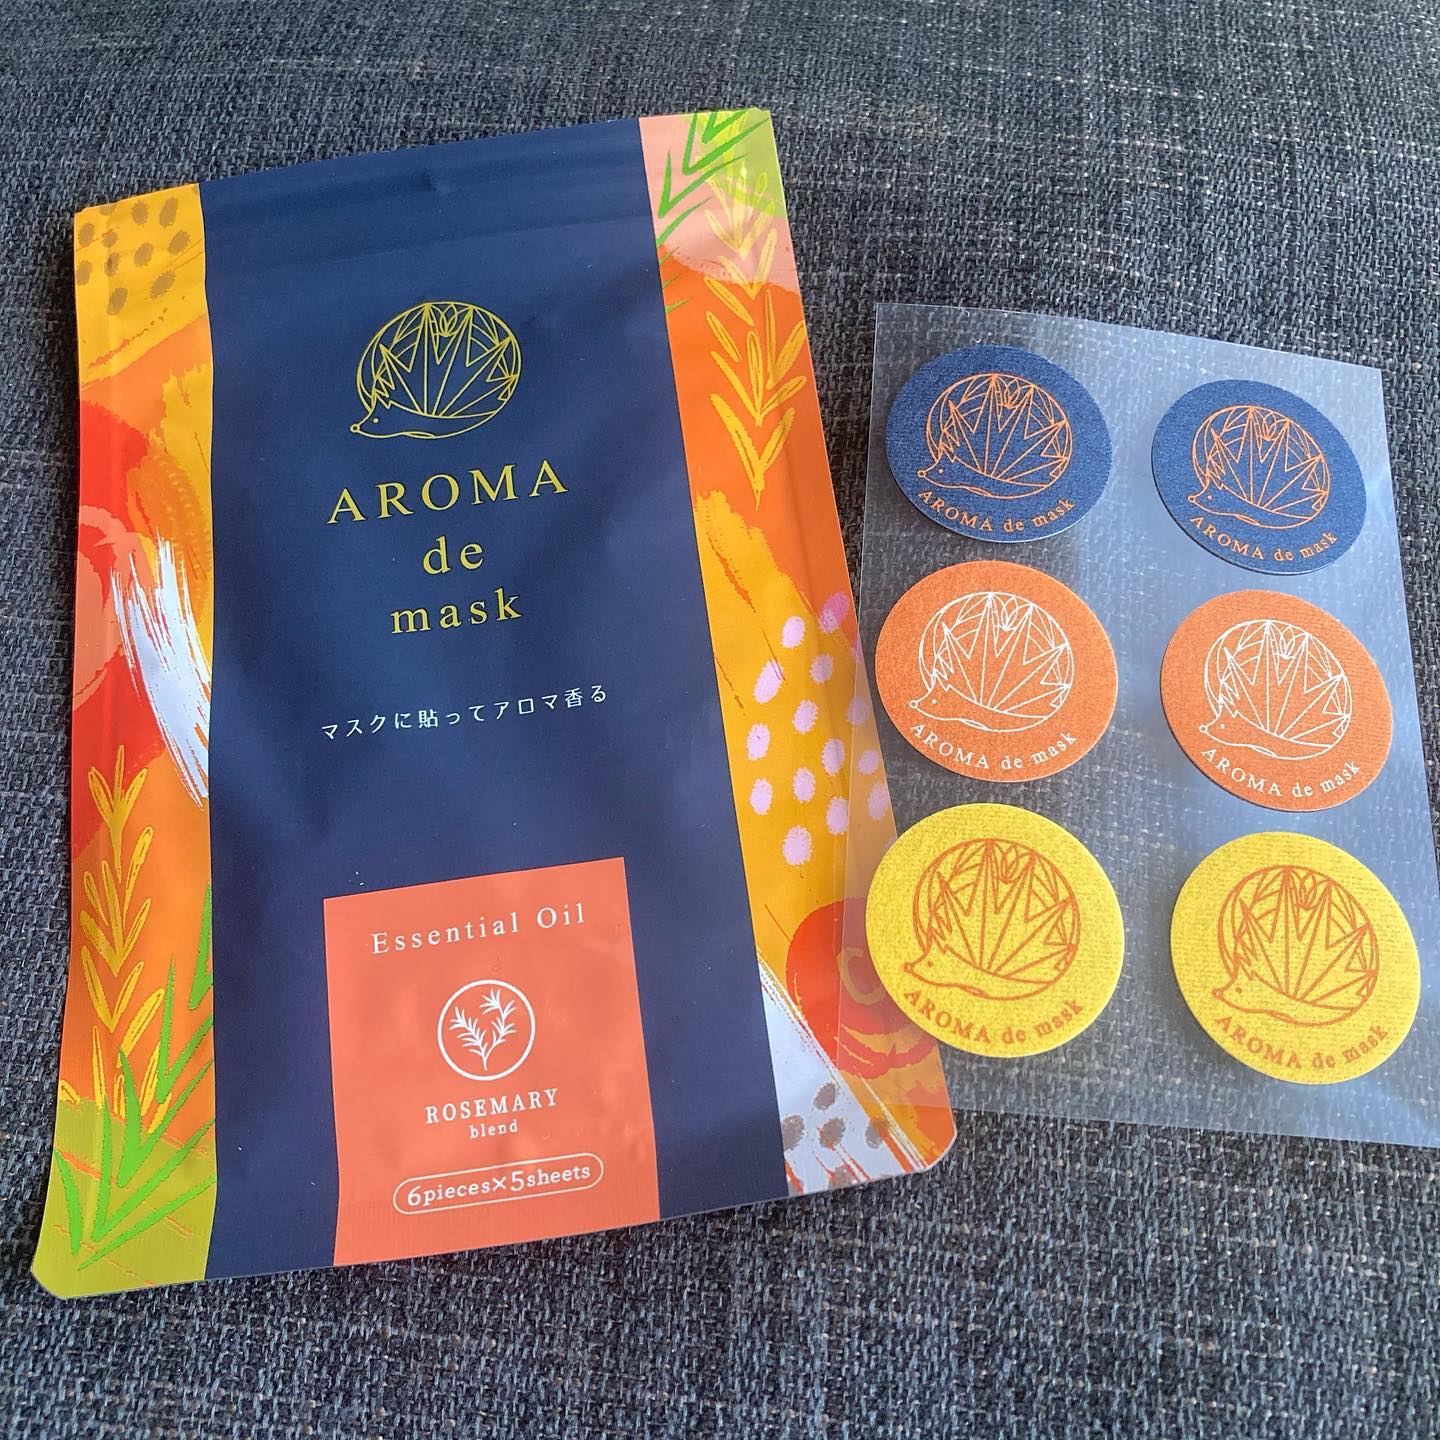 AROMA
de
mask
マスクに貼ってアロマ香る
Essential Oil
ROSEMARY
blend
6pieces×5sheets
AROMA de mask
AROMA de mask
AROMA de mask
AROMA de mask
AROMA de mask
AROMA de mask